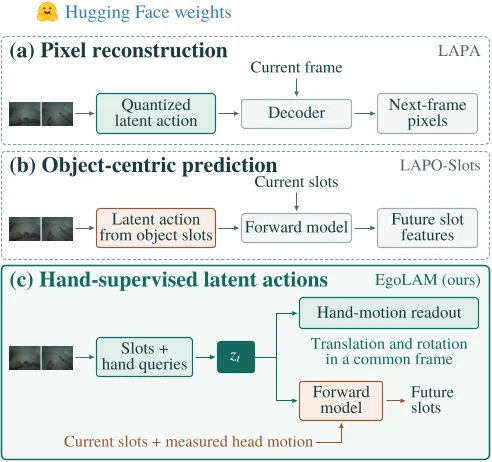 Hugging Face weights
(a) Pixel reconstruction
LAPA
Current frame
Quantized
latent action
Decoder
Next-frame
pixels
(b) Object-centric prediction
LAPO-Slots
Current slots
Latent action
from object slots
Forward model
Future slot
features
(c) Hand-supervised latent actions
EgoLAM (ours)
Hand-motion readout
Slots +
hand queries
z_t
Translation and rotation
in a common frame
Forward
model
Future
slots
Current slots + measured head motion